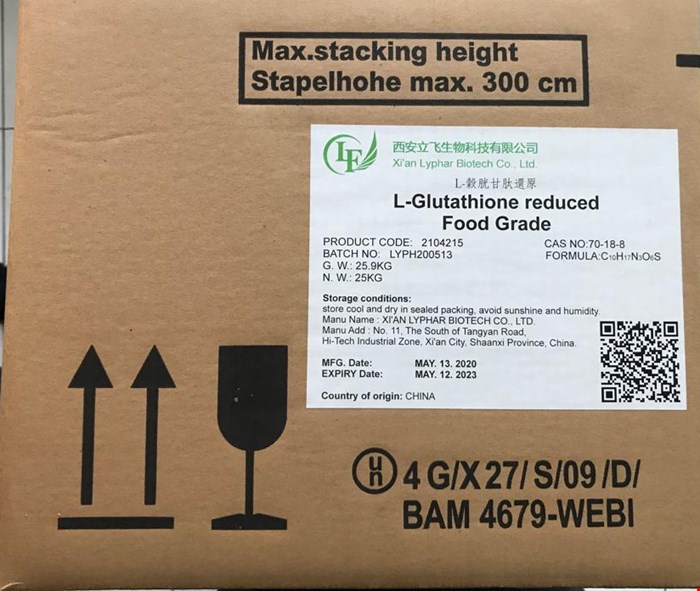 Max.stacking height
Stapelhohe max. 300 cm
LF
西安立飞生物科技有限公司
Xi'an Lyphar Biotech Co., Ltd.
L-穀胱甘肽還原
L-Glutathione reduced
Food Grade
PRODUCT CODE: 2104215 CAS NO:70-18-8
BATCH NO: LYPH200513 FORMULA:C₁₀H₁₇N₃O₆S
G. W.: 25.9KG
N. W.: 25KG
Storage conditions:
store cool and dry in sealed packing, avoid sunshine and humidity.
Manu Name : XI'AN LYPHAR BIOTECH CO., LTD.
Manu Add : No. 11, The South of Tangyan Road,
Hi-Tech Industrial Zone, Xi'an City, Shaanxi Province, China.
MFG. Date: MAY. 13. 2020
EXPIRY Date: MAY. 12. 2023
Country of origin: CHINA
un 4 G/X 27/ S/09 /D/
BAM 4679-WEBI